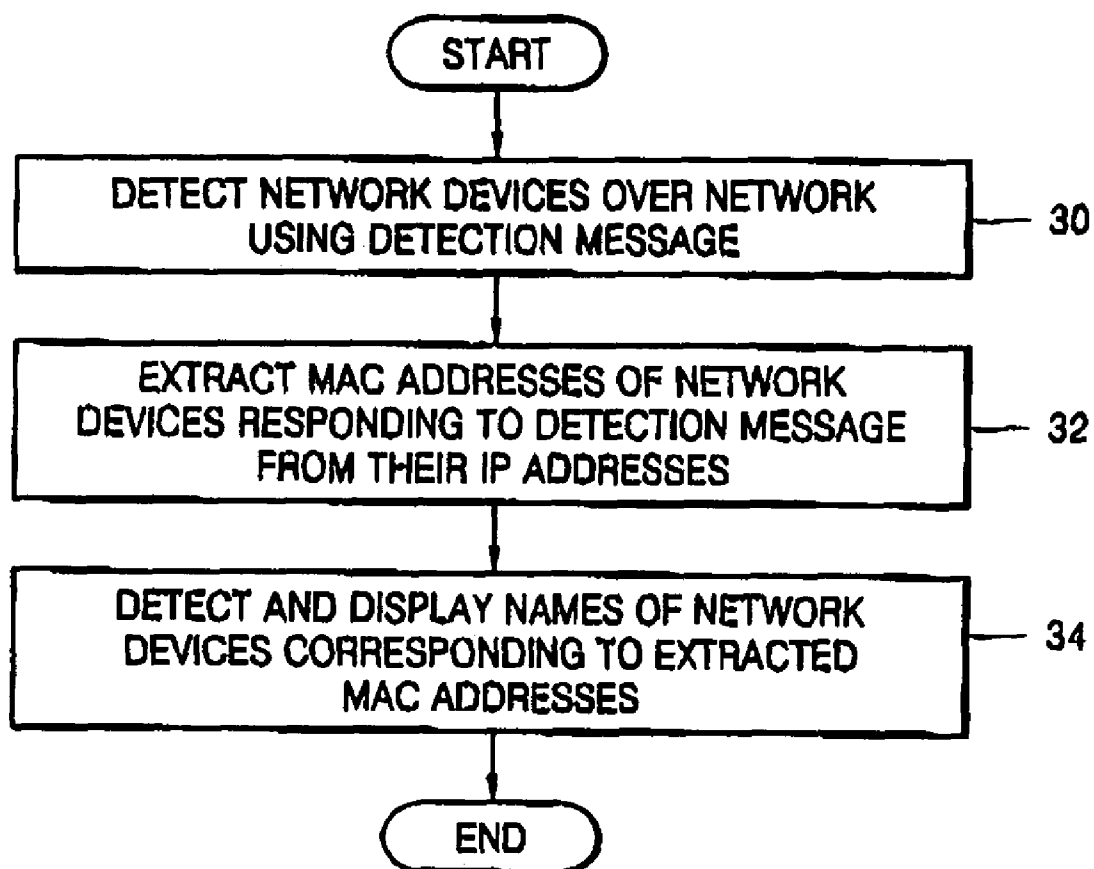 START
DETECT NETWORK DEVICES OVER NETWORK
USING DETECTION MESSAGE
30
EXTRACT MAC ADDRESSES OF NETWORK
DEVICES RESPONDING TO DETECTION MESSAGE
FROM THEIR IP ADDRESSES
32
DETECT AND DISPLAY NAMES OF NETWORK
DEVICES CORRESPONDING TO EXTRACTED
MAC ADDRESSES
34
END